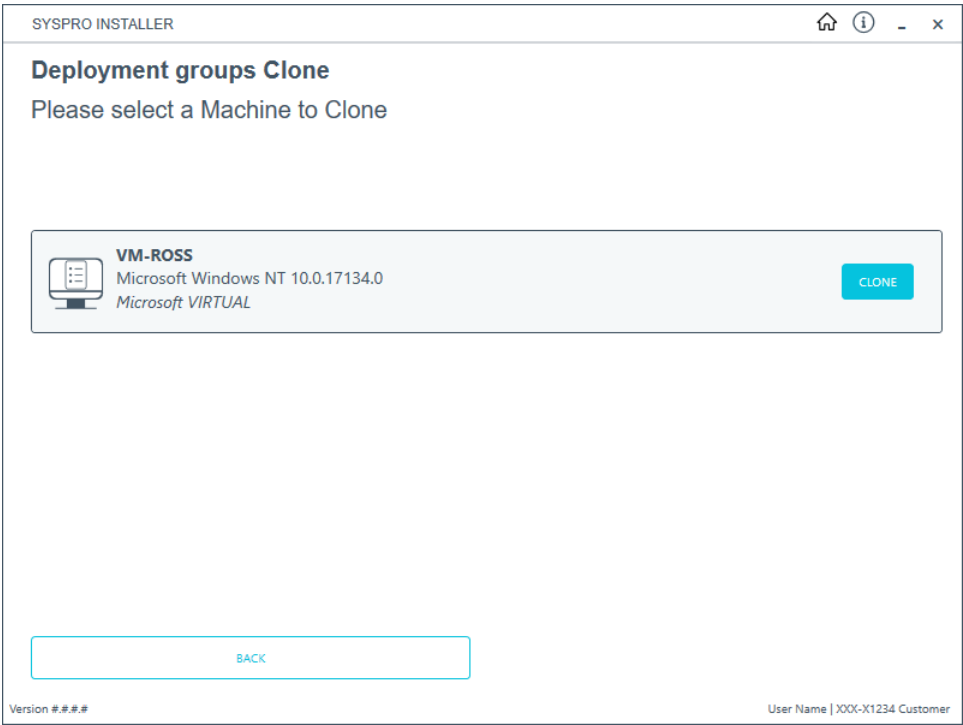 SYSPRO INSTALLER
Deployment groups Clone
Please select a Machine to Clone
VM-ROSS
Microsoft Windows NT 10.0.17134.0
Microsoft VIRTUAL
CLONE
BACK
Version #.#.#.#
User Name | XXX-X1234 Customer